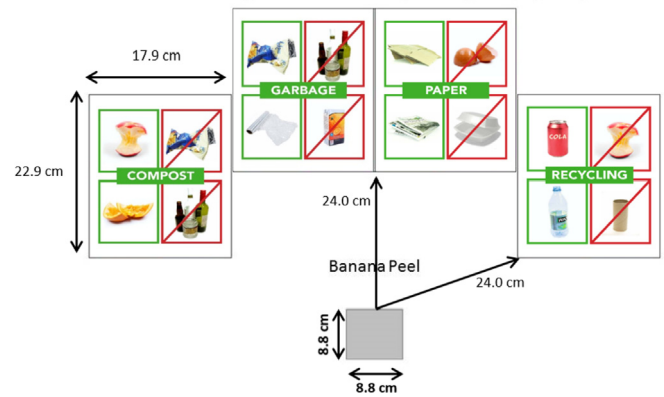 17.9 cm
GARBAGE
PAPER
22.9 cm
COMPOST
COLA
RECYCLING
24.0 cm
Banana Peel
24.0 cm
8.8 cm
8.8 cm